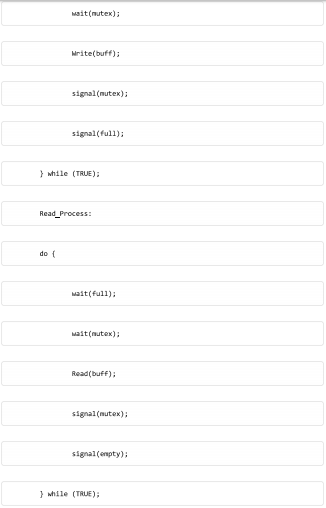 wait(mutex);
Write(buff);
signal(mutex);
signal(full);
} while (TRUE);
Read_Process:
do {
wait(full);
wait(mutex);
Read(buff);
signal(mutex);
signal(empty);
} while (TRUE);